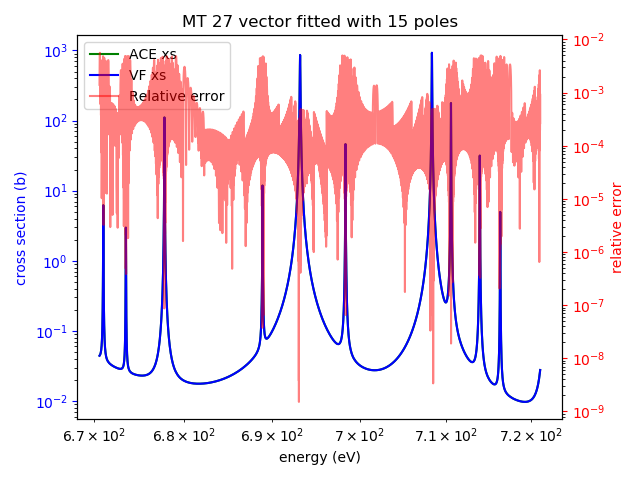 MT 27 vector fitted with 15 poles
ACE xs
VF xs
Relative error
cross section (b)
10³
10²
10¹
10⁰
10⁻¹
10⁻²
relative error
10⁻²
10⁻³
10⁻⁴
10⁻⁵
10⁻⁶
10⁻⁷
10⁻⁸
10⁻⁹
6.7 × 10² 6.8 × 10² 6.9 × 10² 7 × 10² 7.1 × 10² 7.2 × 10²
energy (eV)